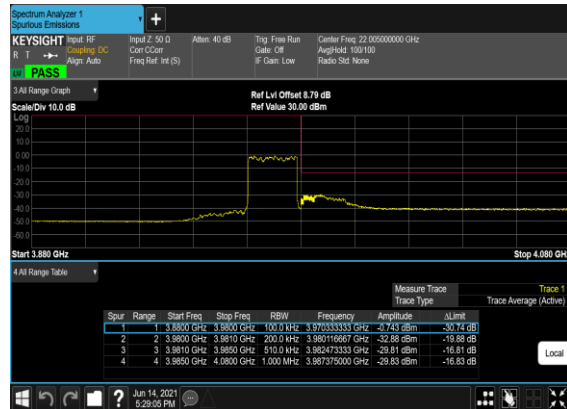 Spectrum Analyzer 1
Spurious Emissions
+
KEYSIGHT Input: RF Input Z: 50 Ω Atten: 40 dB Trig: Free Run Center Freq: 22.005000000 GHz
R T Coupling: DC Corr CCorr Gate: Off Avg|Hold: 100/100
Align: Auto Freq Ref: Int (S) IF Gain: Low Radio Std: None
PASS
3 All Range Graph Ref Lvl Offset 8.79 dB
Scale/Div 10.0 dB Ref Value 30.00 dBm
Log
20.0
10.0
0.00
-10.0
-20.0
-30.0
-40.0
-50.0
-60.0
Start 3.880 GHz Stop 4.080 GHz
4 All Range Table
Measure Trace Trace 1
Trace Type Trace Average (Active)
Spur Range Start Freq Stop Freq RBW Frequency Amplitude ΔLimit
1 1 3.8800 GHz 3.9800 GHz 100.0 kHz 3.970333333 GHz -0.743 dBm -30.74 dB
2 2 3.9800 GHz 3.9810 GHz 200.0 kHz 3.980116667 GHz -32.88 dBm -19.88 dB
3 3 3.9810 GHz 3.9850 GHz 510.0 kHz 3.982473333 GHz -29.81 dBm -16.81 dB
4 4 3.9850 GHz 4.0800 GHz 1.000 MHz 3.987375000 GHz -29.83 dBm -16.83 dB
Local
? Jun 14, 2021
5:29:05 PM